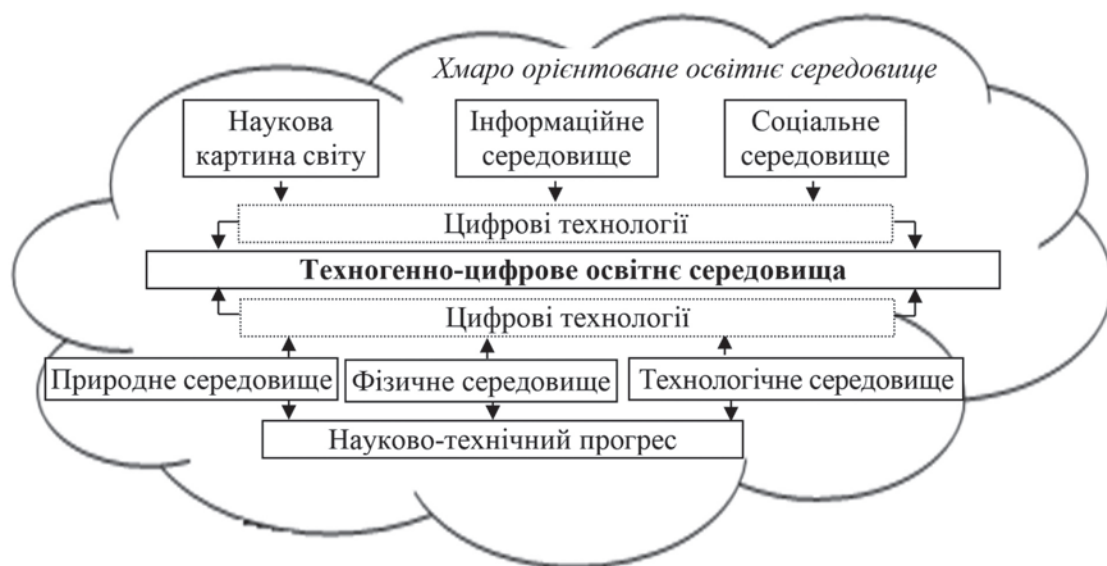 Хмаро орієнтоване освітнє середовище
Наукова
картина світу
Інформаційне
середовище
Соціальне
середовище
Цифрові технології
Техногенно-цифрове освітнє середовища
Цифрові технології
Природне середовище
Фізичне середовище
Технологічне середовище
Науково-технічний прогрес